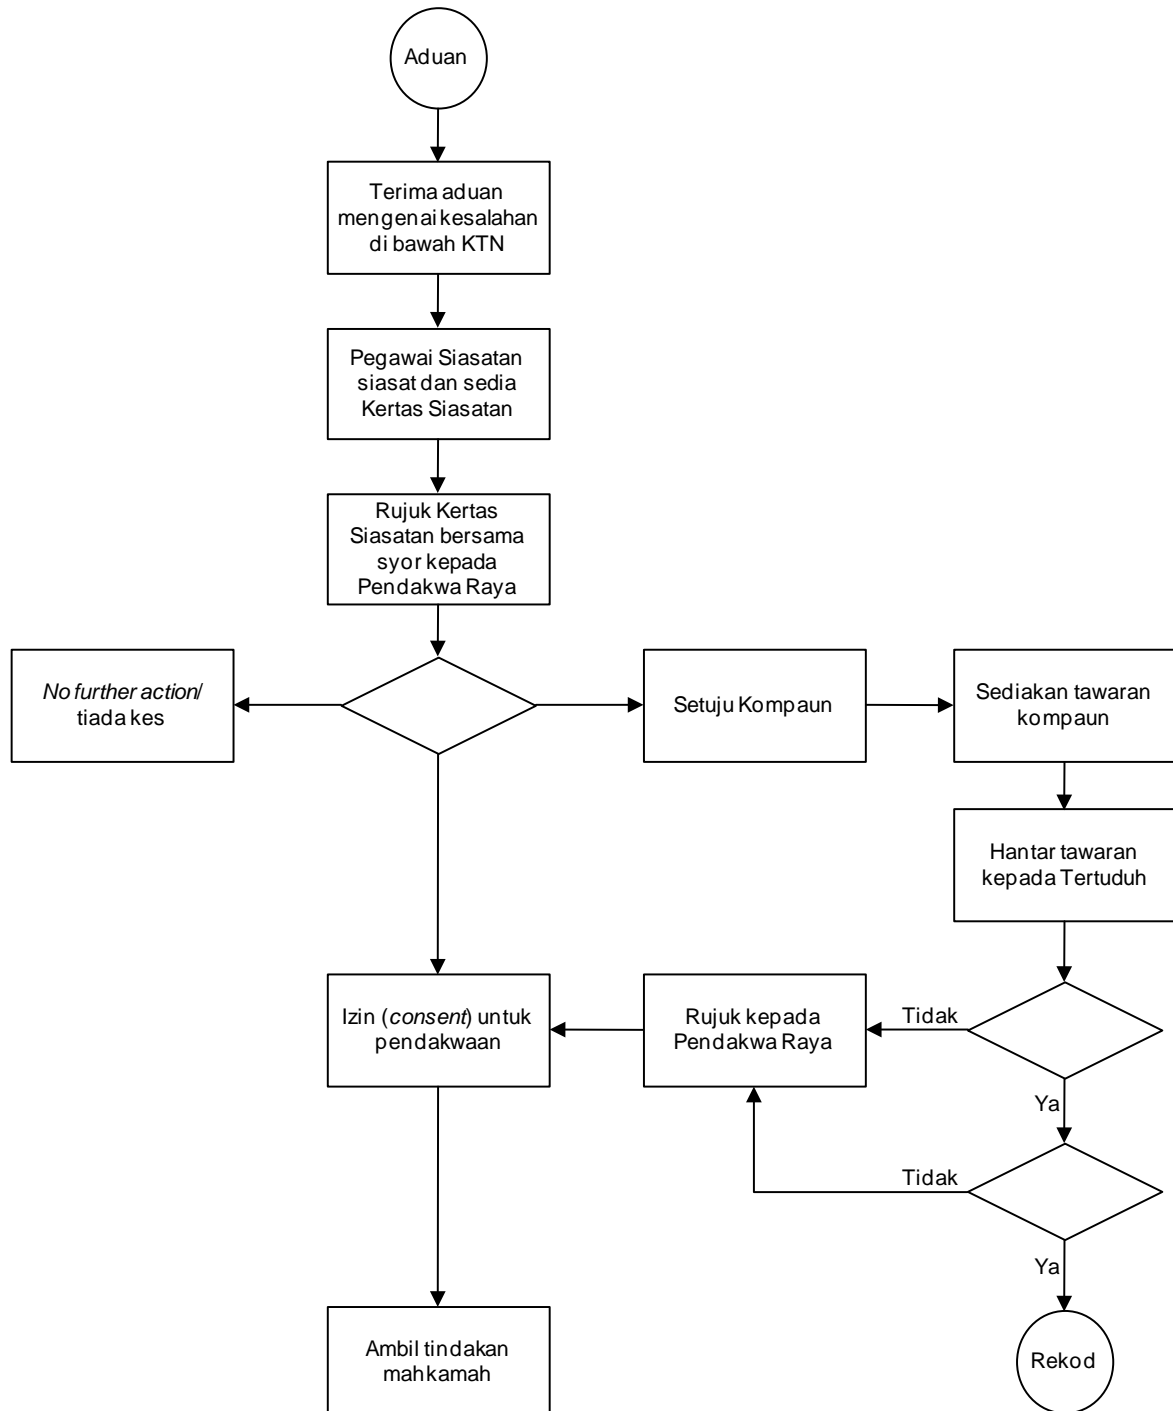 Aduan
Terima aduan
mengenai kesalahan
di bawah KTN
Pegawai Siasatan
siasat dan sedia
Kertas Siasatan
Rujuk Kertas
Siasatan bersama
syor kepada
Pendakwa Raya
No further action/
tiada kes
Setuju Kompaun
Sediakan tawaran
kompaun
Hantar tawaran
kepada Tertuduh
Izin (consent) untuk
pendakwaan
Rujuk kepada
Pendakwa Raya
Tidak
Ya
Tidak
Ya
Ambil tindakan
mahkamah
Rekod